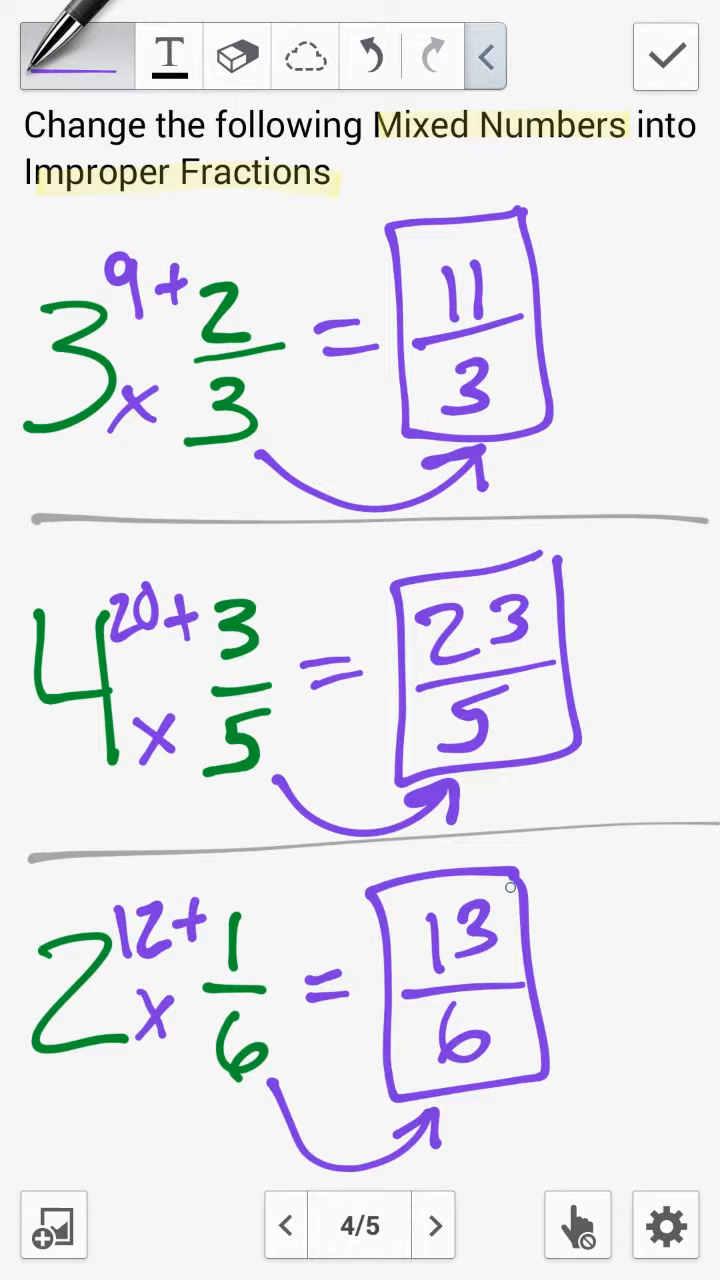 T
Change the following Mixed Numbers into
Improper Fractions
9 +
3 x 2/3 = 11/3
20 +
4 x 3/5 = 23/5
12 +
2 x 1/6 = 13/6
4/5